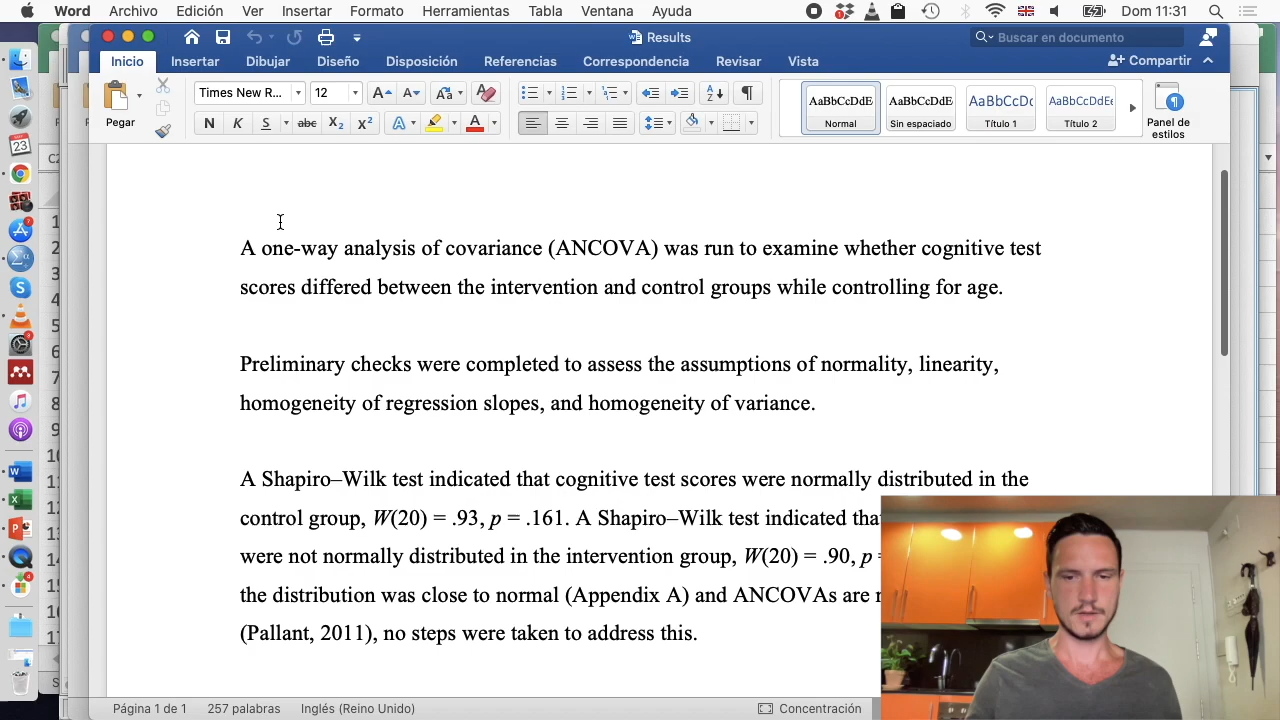 Word Archivo Edición Ver Insertar Formato Herramientas Tabla Ventana Ayuda Dom 11:31
Results
Buscar en documento
Inicio Insertar Dibujar Diseño Disposición Referencias Correspondencia Revisar Vista Compartir
Pegar
Times New R... 12
AaBbCcDdE AaBbCcDdE AaBbCcDc AaBbCcDdEe
Normal Sin espaciado Título 1 Título 2
Panel de
estilos
N K S abc X₂ X² A A
A one-way analysis of covariance (ANCOVA) was run to examine whether cognitive test
scores differed between the intervention and control groups while controlling for age.
Preliminary checks were completed to assess the assumptions of normality, linearity,
homogeneity of regression slopes, and homogeneity of variance.
A Shapiro–Wilk test indicated that cognitive test scores were normally distributed in the
control group, W(20) = .93, p = .161. A Shapiro–Wilk test indicated tha
were not normally distributed in the intervention group, W(20) = .90, p =
the distribution was close to normal (Appendix A) and ANCOVAs are
(Pallant, 2011), no steps were taken to address this.
Página 1 de 1 257 palabras Inglés (Reino Unido) Concentración